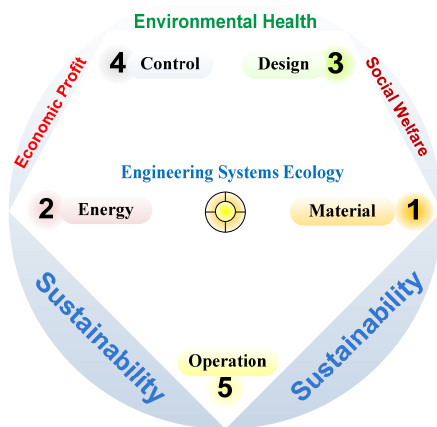 Environmental Health
4 Control
Design 3
Economic Profit
Social Welfare
Engineering Systems Ecology
2 Energy
Material 1
Sustainability
Sustainability
Operation
5